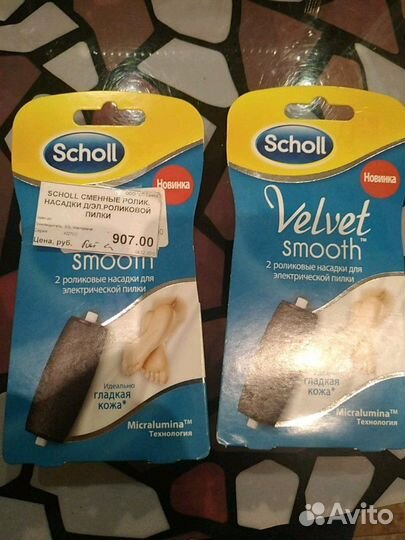 Scholl
Новинка
SCHOLL СМЕННЫЕ РОЛИК.
НАСАДКИ Д/ЭЛ.РОЛИКОВОЙ
ПИЛКИ
Цена, руб.
907.00
smooth
2 роликовые насадки для
электрической пилки
Идеально
гладкая
кожа*
Micralumina™
Технология
Scholl
Новинка
Velvet
smooth™
2 роликовые насадки для
электрической пилки
гладкая
кожа*
Micralumina™
Технология
Avito